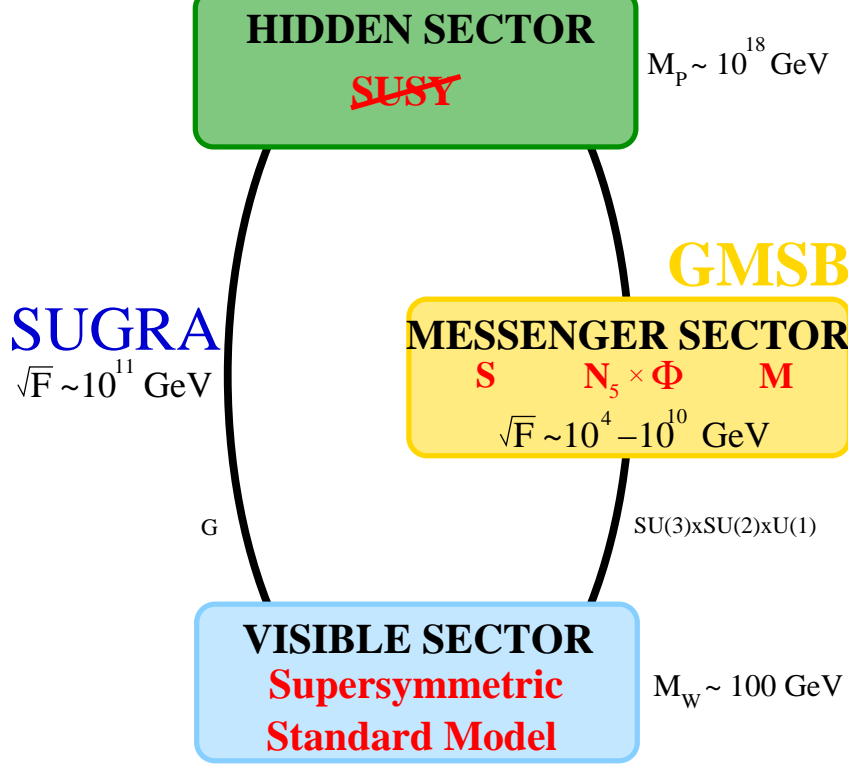 HIDDEN SECTOR
SUSY
M_P ~ 10^18 GeV
GMSB
SUGRA
√F ~10^11 GeV
MESSENGER SECTOR
S N_5 × Φ M
√F ~10^4 –10^10 GeV
G
SU(3)xSU(2)xU(1)
VISIBLE SECTOR
Supersymmetric
Standard Model
M_W ~ 100 GeV